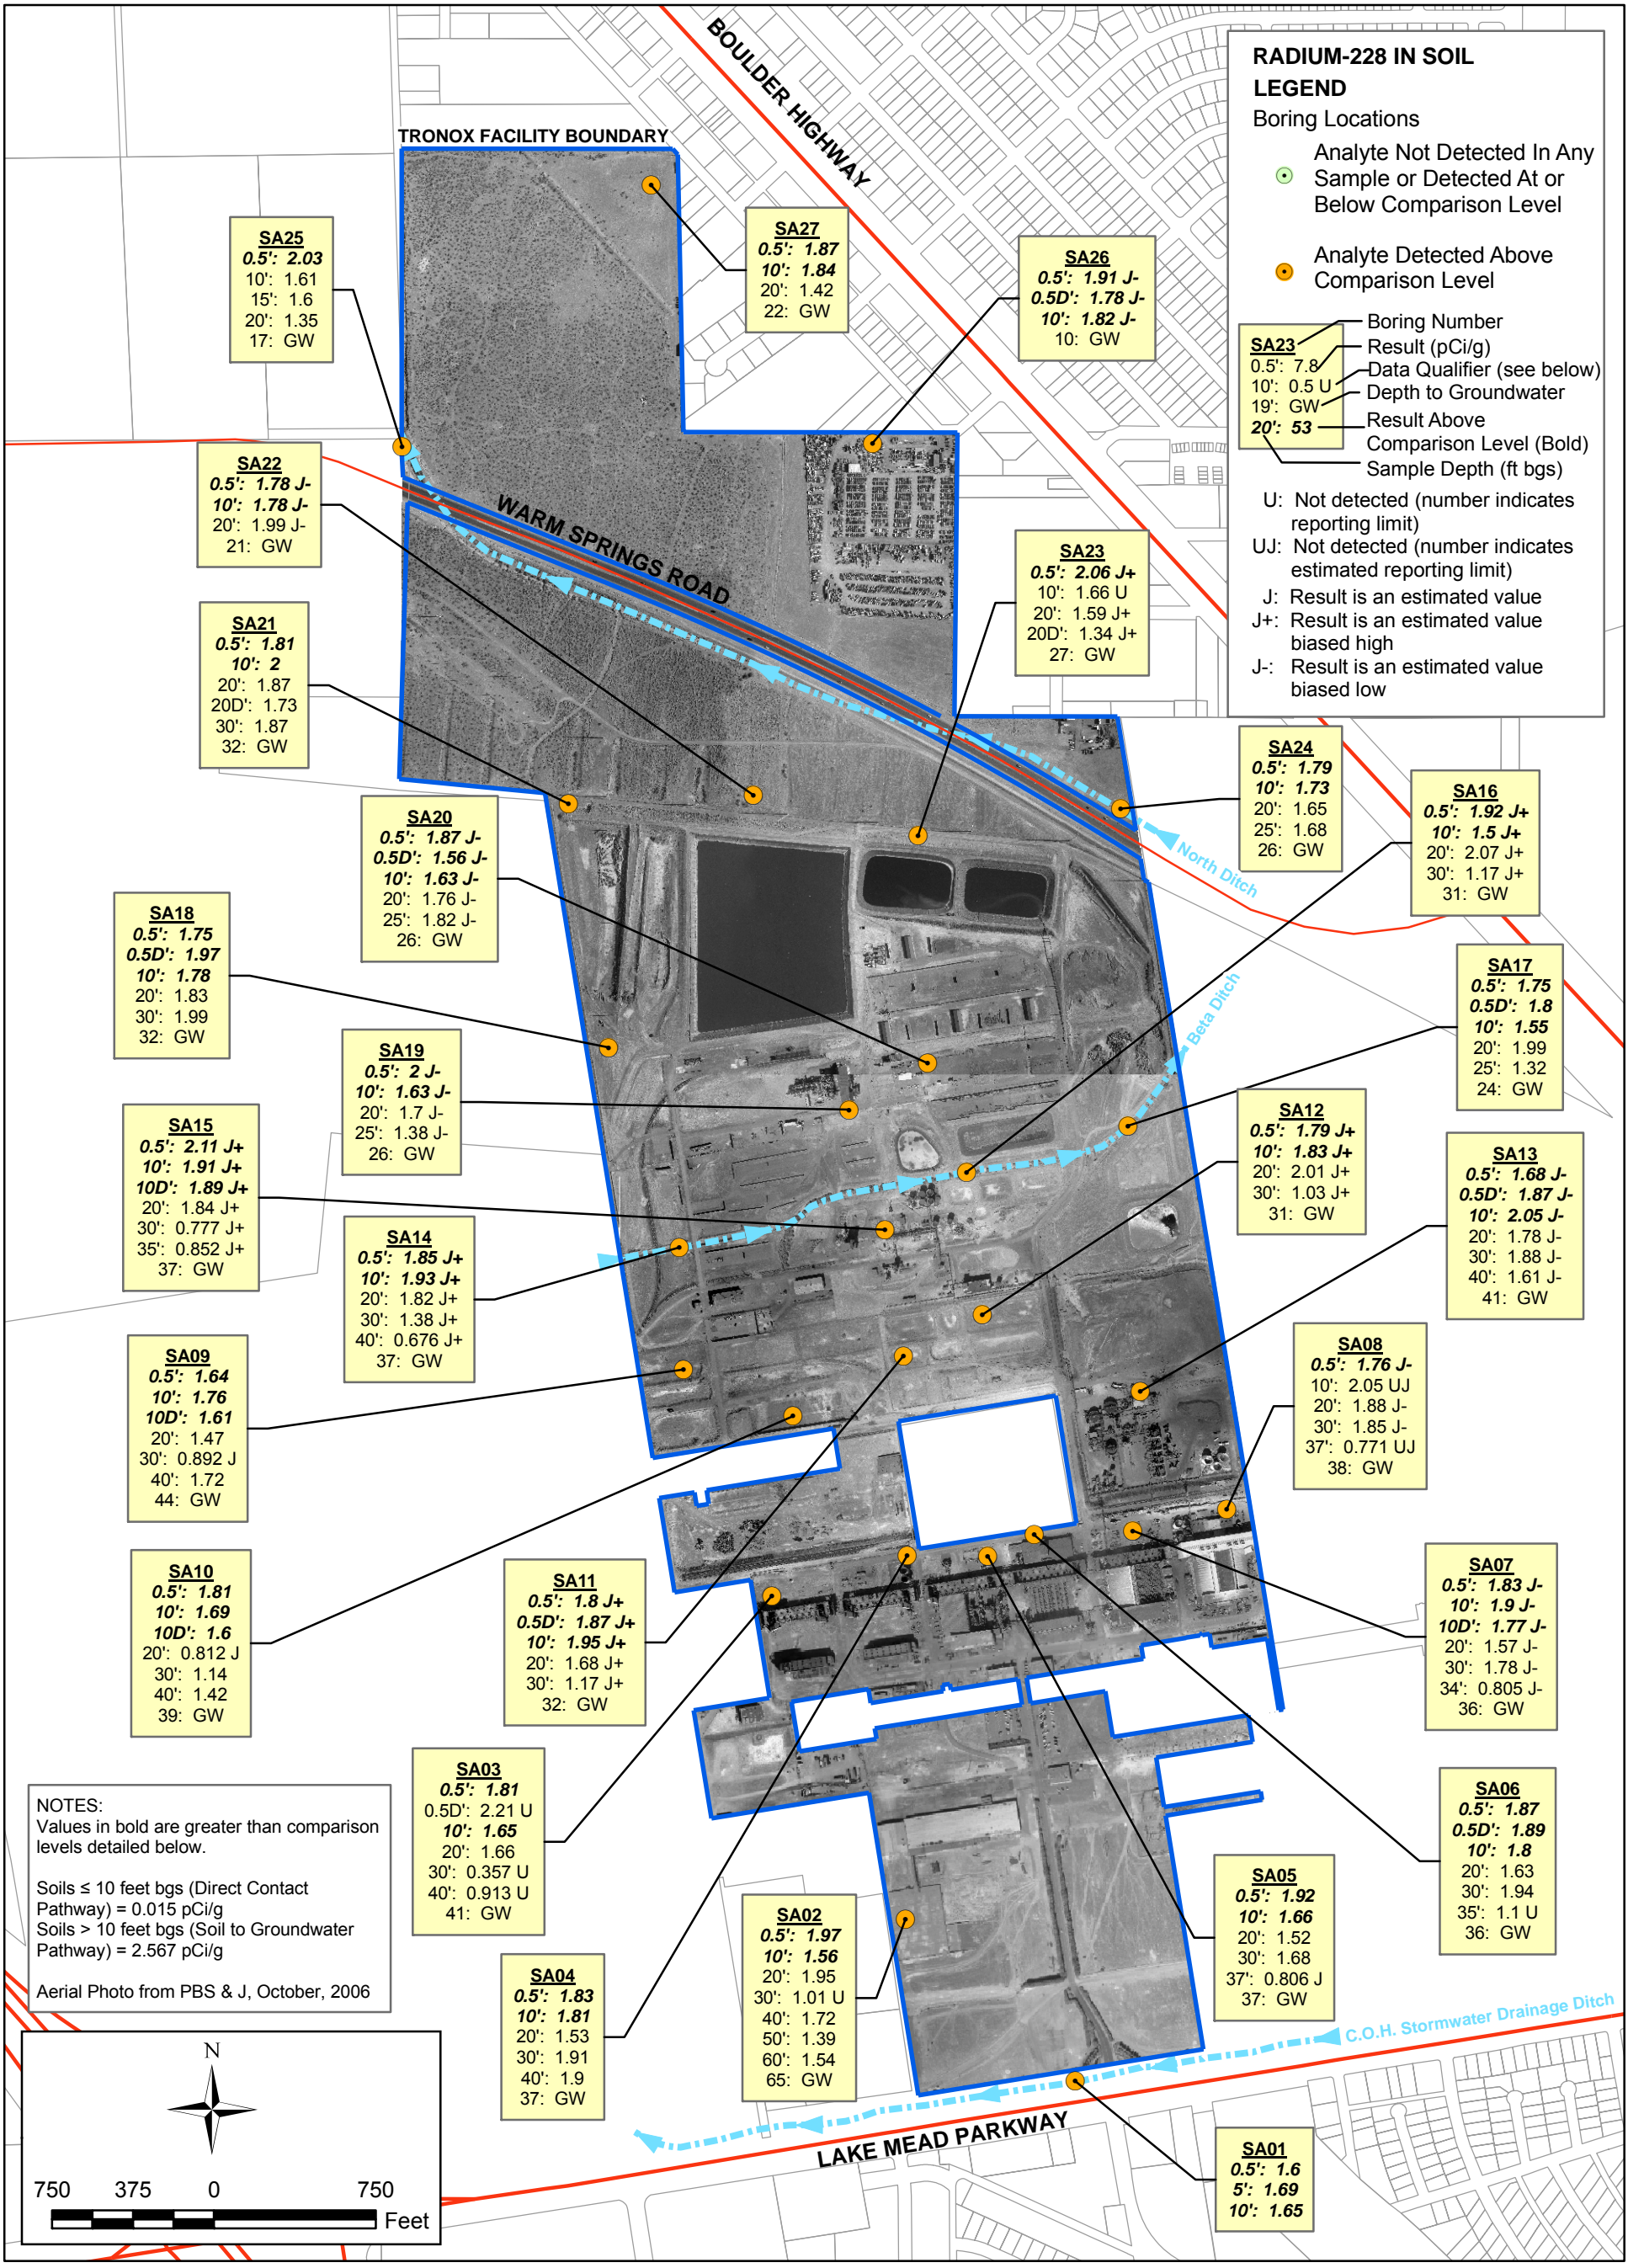 RADIUM-228 IN SOIL
LEGEND
Boring Locations
Analyte Not Detected In Any
Sample or Detected At or
Below Comparison Level
Analyte Detected Above
Comparison Level
SA23
0.5': 7.8
10': 0.5 U
19': GW
20': 53
Boring Number
Result (pCi/g)
Data Qualifier (see below)
Depth to Groundwater
Result Above
Comparison Level (Bold)
Sample Depth (ft bgs)
U: Not detected (number indicates
reporting limit)
UJ: Not detected (number indicates
estimated reporting limit)
J: Result is an estimated value
J+: Result is an estimated value
biased high
J-: Result is an estimated value
biased low
BOULDER HIGHWAY
TRONOX FACILITY BOUNDARY
SA25
0.5': 2.03
10': 1.61
15': 1.6
20': 1.35
17: GW
SA27
0.5': 1.87
10': 1.84
20': 1.42
22: GW
SA26
0.5': 1.91 J-
0.5D': 1.78 J-
10': 1.82 J-
10: GW
SA22
0.5': 1.78 J-
10': 1.78 J-
20': 1.99 J-
21: GW
WARM SPRINGS ROAD
SA23
0.5': 2.06 J+
10': 1.66 U
20': 1.59 J+
20D': 1.34 J+
27: GW
SA21
0.5': 1.81
10': 2
20': 1.87
20D': 1.73
30': 1.87
32: GW
SA24
0.5': 1.79
10': 1.73
20': 1.65
25': 1.68
26: GW
SA16
0.5': 1.92 J+
10': 1.5 J+
20': 2.07 J+
30': 1.17 J+
31: GW
SA20
0.5': 1.87 J-
0.5D': 1.56 J-
10': 1.63 J-
20': 1.76 J-
25': 1.82 J-
26: GW
North Ditch
SA18
0.5': 1.75
0.5D': 1.97
10': 1.78
20': 1.83
30': 1.99
32: GW
SA17
0.5': 1.75
0.5D': 1.8
10': 1.55
20': 1.99
25': 1.32
24: GW
Beta Ditch
SA19
0.5': 2 J-
10': 1.63 J-
20': 1.7 J-
25': 1.38 J-
26: GW
SA12
0.5': 1.79 J+
10': 1.83 J+
20': 2.01 J+
30': 1.03 J+
31: GW
SA15
0.5': 2.11 J+
10': 1.91 J+
10D': 1.89 J+
20': 1.84 J+
30': 0.777 J+
35': 0.852 J+
37: GW
SA13
0.5': 1.68 J-
0.5D': 1.87 J-
10': 2.05 J-
20': 1.78 J-
30': 1.88 J-
40': 1.61 J-
41: GW
SA14
0.5': 1.85 J+
10': 1.93 J+
20': 1.82 J+
30': 1.38 J+
40': 0.676 J+
37: GW
SA09
0.5': 1.64
10': 1.76
10D': 1.61
20': 1.47
30': 0.892 J
40': 1.72
44: GW
SA08
0.5': 1.76 J-
10': 2.05 UJ
20': 1.88 J-
30': 1.85 J-
37': 0.771 UJ
38: GW
SA10
0.5': 1.81
10': 1.69
10D': 1.6
20': 0.812 J
30': 1.14
40': 1.42
39: GW
SA11
0.5': 1.8 J+
0.5D': 1.87 J+
10': 1.95 J+
20': 1.68 J+
30': 1.17 J+
32: GW
SA07
0.5': 1.83 J-
10': 1.9 J-
10D': 1.77 J-
20': 1.57 J-
30': 1.78 J-
34': 0.805 J-
36: GW
SA03
0.5': 1.81
0.5D': 2.21 U
10': 1.65
20': 1.66
30': 0.357 U
40': 0.913 U
41: GW
SA06
0.5': 1.87
0.5D': 1.89
10': 1.8
20': 1.63
30': 1.94
35': 1.1 U
36: GW
NOTES:
Values in bold are greater than comparison
levels detailed below.
Soils ≤ 10 feet bgs (Direct Contact
Pathway) = 0.015 pCi/g
Soils > 10 feet bgs (Soil to Groundwater
Pathway) = 2.567 pCi/g
Aerial Photo from PBS & J, October, 2006
SA05
0.5': 1.92
10': 1.66
20': 1.52
30': 1.68
37': 0.806 J
37: GW
SA02
0.5': 1.97
10': 1.56
20': 1.95
30': 1.01 U
40': 1.72
50': 1.39
60': 1.54
65: GW
SA04
0.5': 1.83
10': 1.81
20': 1.53
30': 1.91
40': 1.9
37: GW
C.O.H. Stormwater Drainage Ditch
LAKE MEAD PARKWAY
SA01
0.5': 1.6
5': 1.69
10': 1.65
N
750 375 0 750
Feet